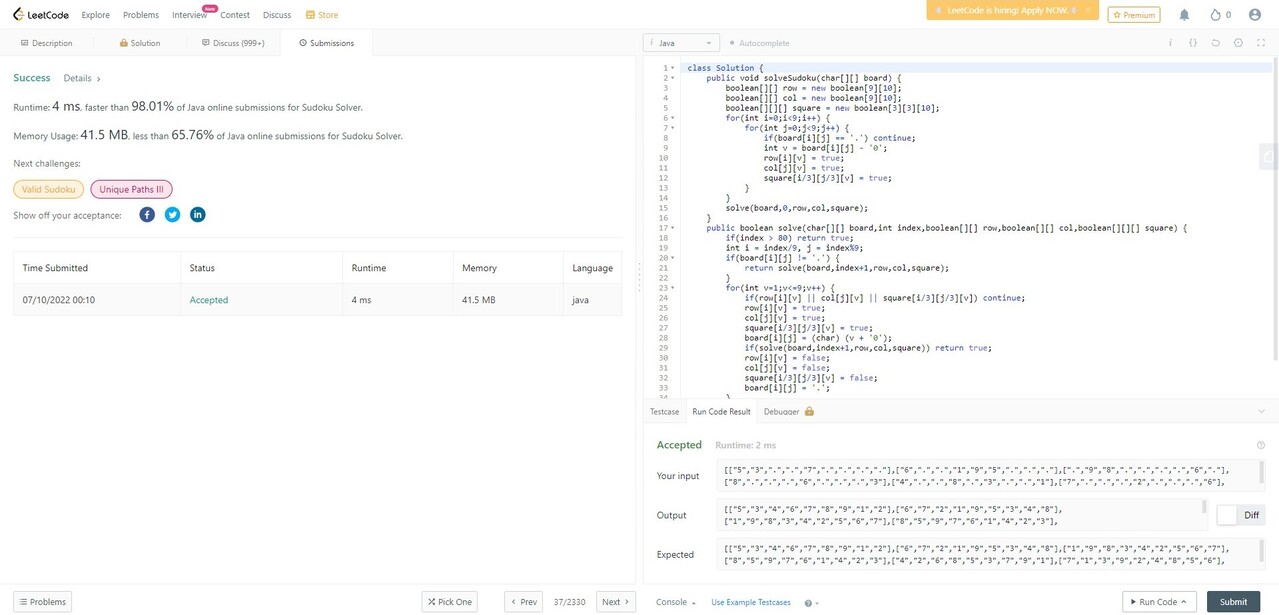 LeetCode Explore Problems Interview New Contest Discuss Store LeetCode is hiring! Apply NOW. Premium 0
Description Solution Discuss (999+) Submissions
Success Details >
Runtime: 4 ms, faster than 98.01% of Java online submissions for Sudoku Solver.
Memory Usage: 41.5 MB, less than 65.76% of Java online submissions for Sudoku Solver.
Next challenges:
Valid Sudoku Unique Paths III
Show off your acceptance:
Time Submitted Status Runtime Memory Language
07/10/2022 00:10 Accepted 4 ms 41.5 MB java
Problems Pick One < Prev 37/2330 Next >
i Java Autocomplete
1 class Solution {
2 public void solveSudoku(char[][] board) {
3 boolean[][] row = new boolean[9][10];
4 boolean[][] col = new boolean[9][10];
5 boolean[][][] square = new boolean[3][3][10];
6 for(int i=0;i<9;i++) {
7 for(int j=0;j<9;j++) {
8 if(board[i][j] == '.') continue;
9 int v = board[i][j] - '0';
10 row[i][v] = true;
11 col[j][v] = true;
12 square[i/3][j/3][v] = true;
13 }
14 }
15 solve(board,0,row,col,square);
16 }
17 public boolean solve(char[][] board,int index,boolean[][] row,boolean[][] col,boolean[][][] square) {
18 if(index > 80) return true;
19 int i = index/9, j = index%9;
20 if(board[i][j] != '.') {
21 return solve(board,index+1,row,col,square);
22 }
23 for(int v=1;v<=9;v++) {
24 if(row[i][v] || col[j][v] || square[i/3][j/3][v]) continue;
25 row[i][v] = true;
26 col[j][v] = true;
27 square[i/3][j/3][v] = true;
28 board[i][j] = (char) (v + '0');
29 if(solve(board,index+1,row,col,square)) return true;
30 row[i][v] = false;
31 col[j][v] = false;
32 square[i/3][j/3][v] = false;
33 board[i][j] = '.';
34 }
Testcase Run Code Result Debugger
Accepted Runtime: 2 ms
Your input
[["5","3",".",".","7",".",".",".","."],["6",".",".","1","9","5",".",".","."],[".","9","8",".",".",".",".","6","."],
["8",".",".",".","6",".",".",".","3"],["4",".",".","8",".","3",".",".","1"],["7",".",".",".","2",".",".",".","6"],
Output
[["5","3","4","6","7","8","9","1","2"],["6","7","2","1","9","5","3","4","8"],
["1","9","8","3","4","2","5","6","7"],["8","5","9","7","6","1","4","2","3"],
Diff
Expected
[["5","3","4","6","7","8","9","1","2"],["6","7","2","1","9","5","3","4","8"],["1","9","8","3","4","2","5","6","7"],
["8","5","9","7","6","1","4","2","3"],["4","2","6","8","5","3","7","9","1"],["7","1","3","9","2","4","8","5","6"],
Console Use Example Testcases Run Code Submit